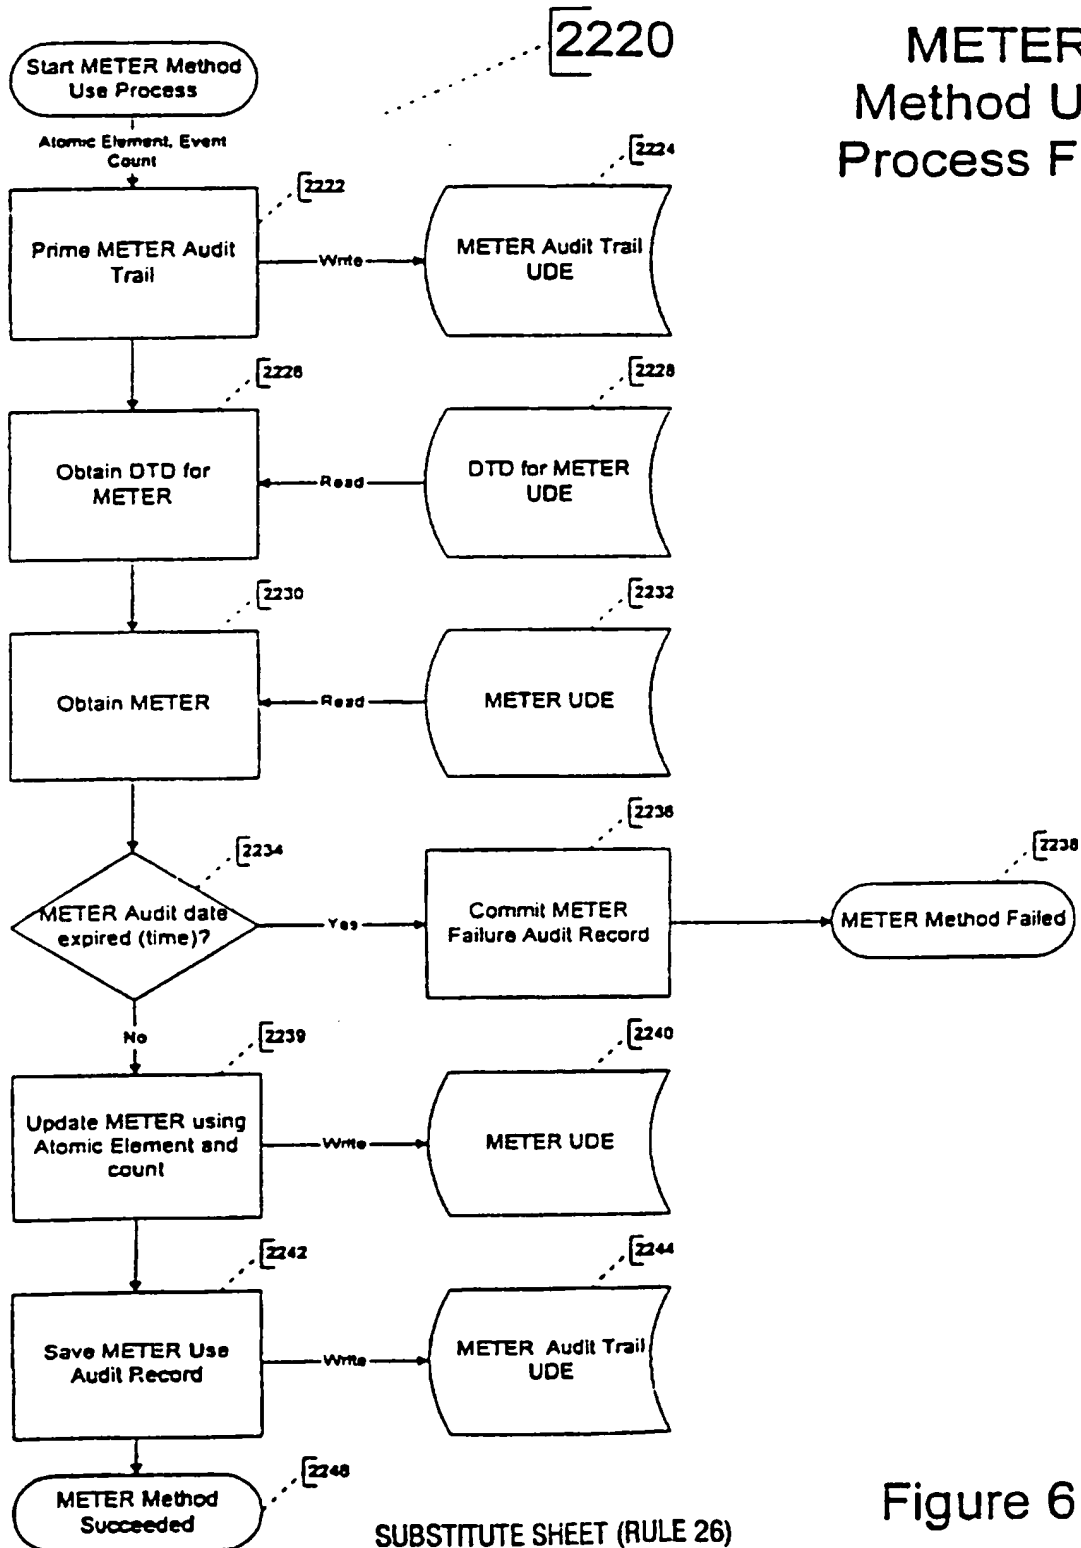 2220
METER
Method U
Process F
Start METER Method
Use Process
Atomic Element, Event
Count
2222
Prime METER Audit
Trail
Write
2224
METER Audit Trail
UDE
2226
Obtain DTD for
METER
Read
2228
DTD for METER
UDE
2230
Obtain METER
Read
2232
METER UDE
2234
METER Audit date
expired (time)?
Yes
2236
Commit METER
Failure Audit Record
2238
METER Method Failed
No
2239
Update METER using
Atomic Element and
count
Write
2240
METER UDE
2242
Save METER Use
Audit Record
Write
2244
METER Audit Trail
UDE
2246
METER Method
Succeeded
SUBSTITUTE SHEET (RULE 26)
Figure 6